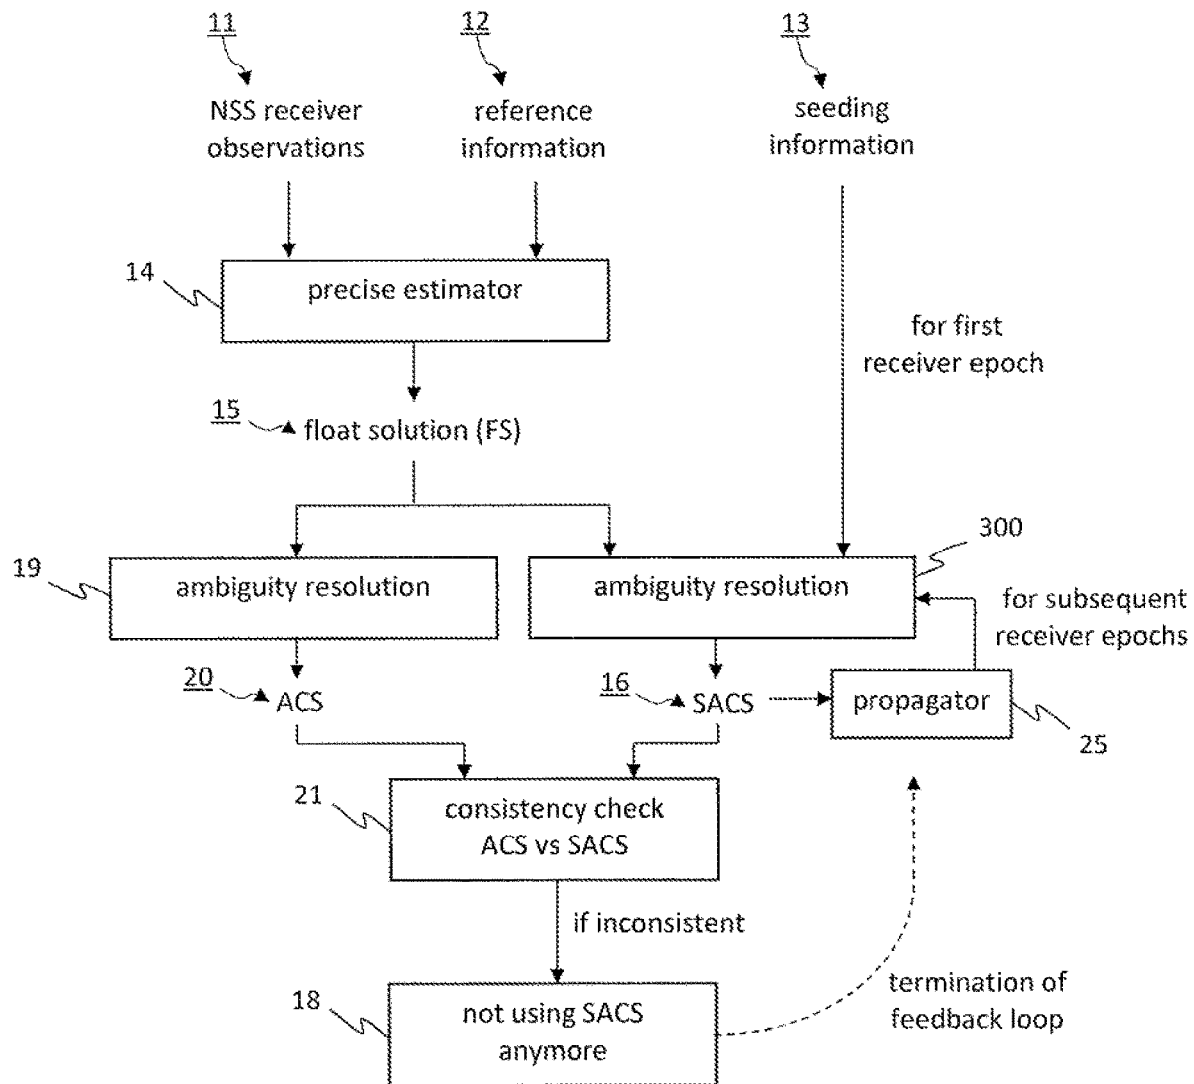 11
12
13
NSS receiver
observations
reference
information
seeding
information
14
precise estimator
for first
receiver epoch
15
float solution (FS)
300
19
ambiguity resolution
ambiguity resolution
for subsequent
receiver epochs
20
ACS
16
SACS
propagator
25
21
consistency check
ACS vs SACS
if inconsistent
18
not using SACS
anymore
termination of
feedback loop